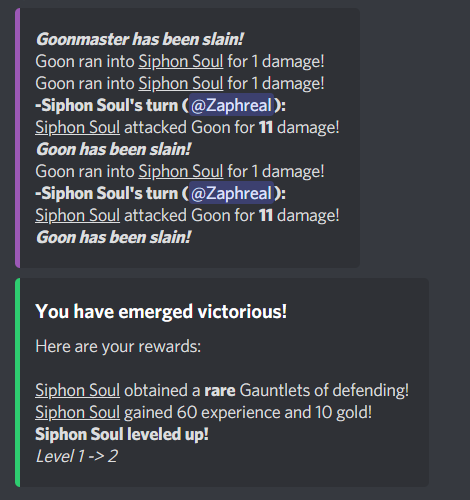 Goonmaster has been slain!
Goon ran into Siphon Soul for 1 damage!
Goon ran into Siphon Soul for 1 damage!
-Siphon Soul's turn (@Zaphreal):
Siphon Soul attacked Goon for 11 damage!
Goon has been slain!
Goon ran into Siphon Soul for 1 damage!
-Siphon Soul's turn (@Zaphreal):
Siphon Soul attacked Goon for 11 damage!
Goon has been slain!
You have emerged victorious!
Here are your rewards:
Siphon Soul obtained a rare Gauntlets of defending!
Siphon Soul gained 60 experience and 10 gold!
Siphon Soul leveled up!
Level 1 -> 2